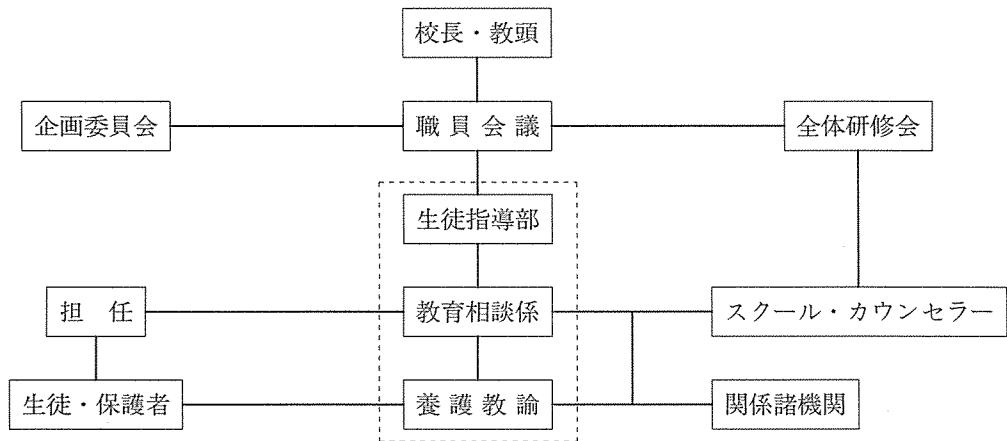 校長・教頭
企画委員会
職員会議
全体研修会
生徒指導部
担任
教育相談係
スクール・カウンセラー
生徒・保護者
養護教諭
関係諸機関